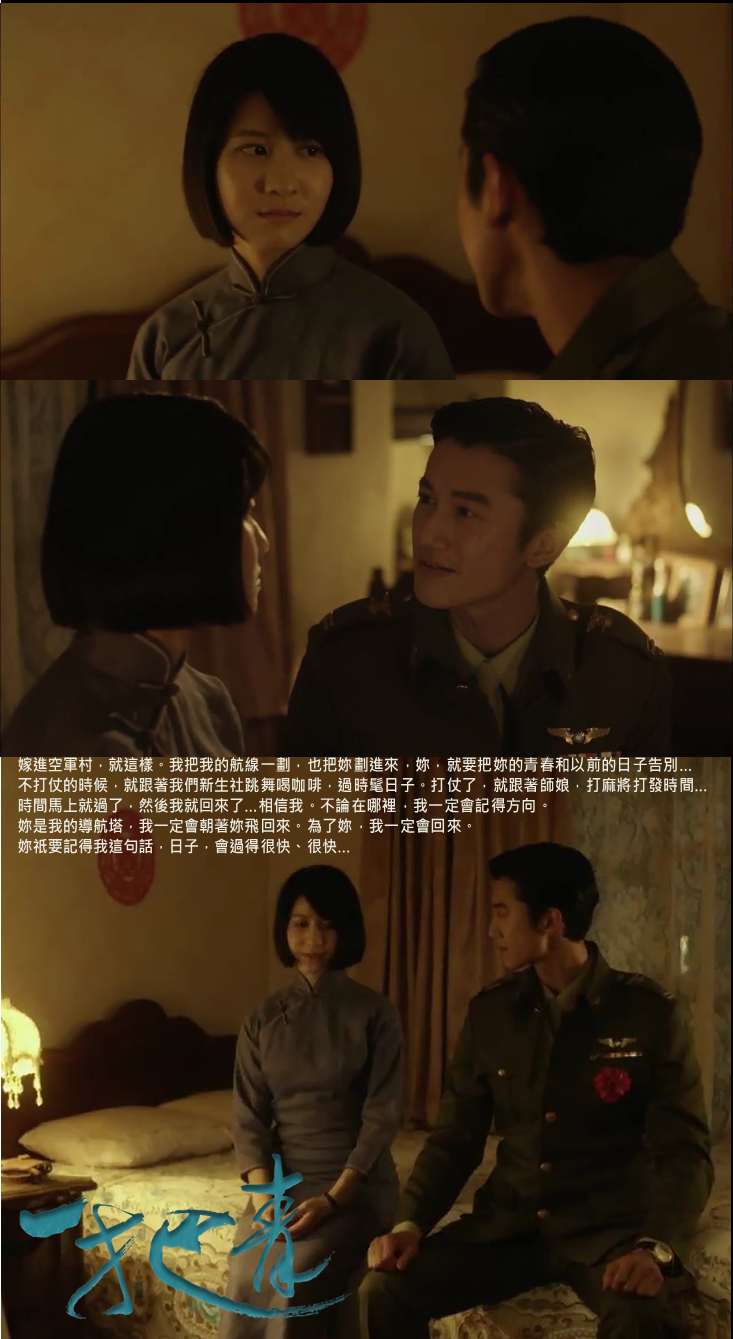 嫁進空軍村，就這樣。我把我的航線一劃，也把妳劃進來，妳，就要把妳的青春和以前的日子告別...
不打仗的時候，就跟著我們新生社跳舞喝咖啡，過時髦日子。打仗了，就跟著師娘，打麻將打發時間...
時間馬上就過了，然後我就回來了...相信我。不論在哪裡，我一定會記得方向。
妳是我的導航塔，我一定會朝著妳飛回來。為了妳，我一定會回來。
妳祇要記得我這句話，日子，會過得很快、很快...
一把青